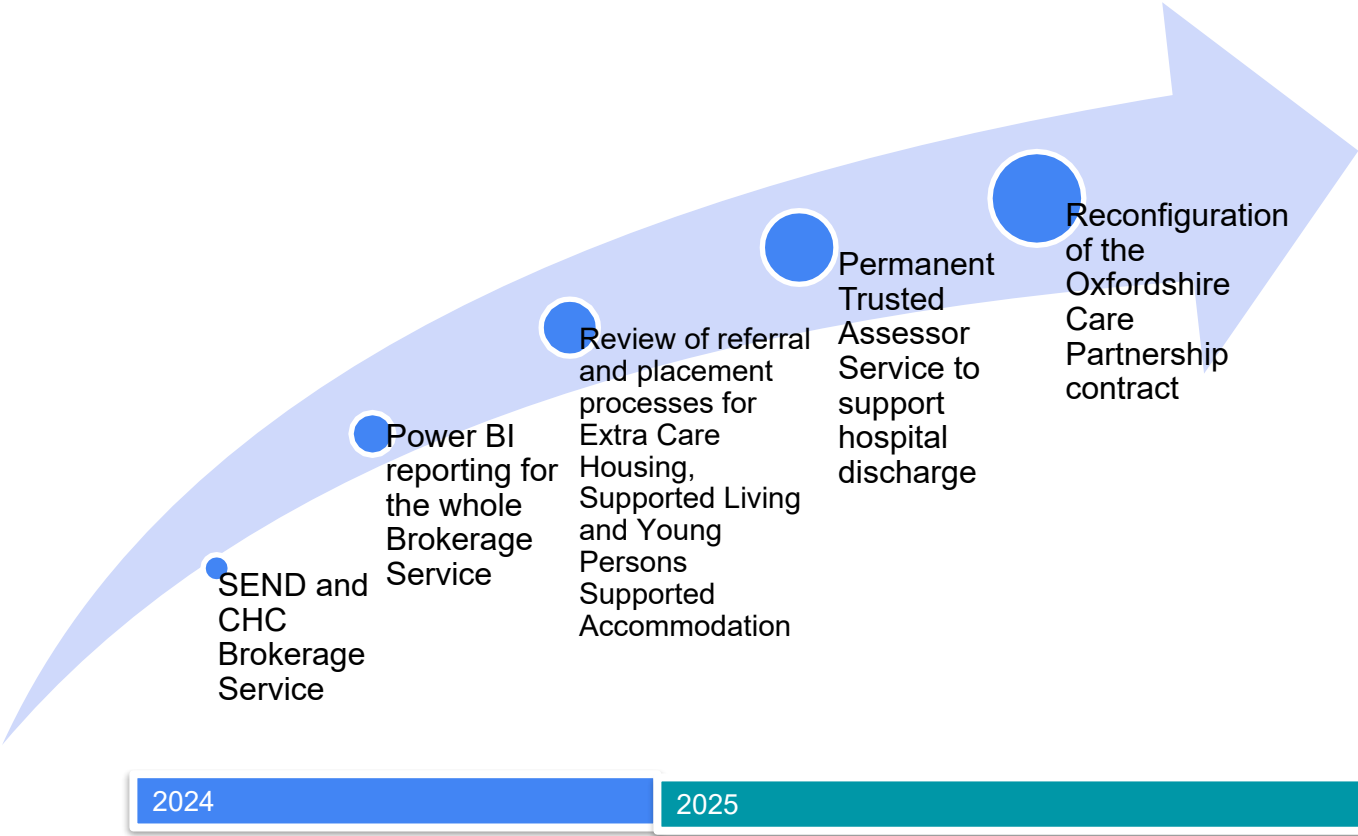 SEND and
CHC
Brokerage
Service
Power BI
reporting for
the whole
Brokerage
Service
Review of referral
and placement
processes for
Extra Care
Housing,
Supported Living
and Young
Persons
Supported
Accommodation
Permanent
Trusted
Assessor
Service to
support
hospital
discharge
Reconfiguration
of the
Oxfordshire
Care
Partnership
contract
2024
2025